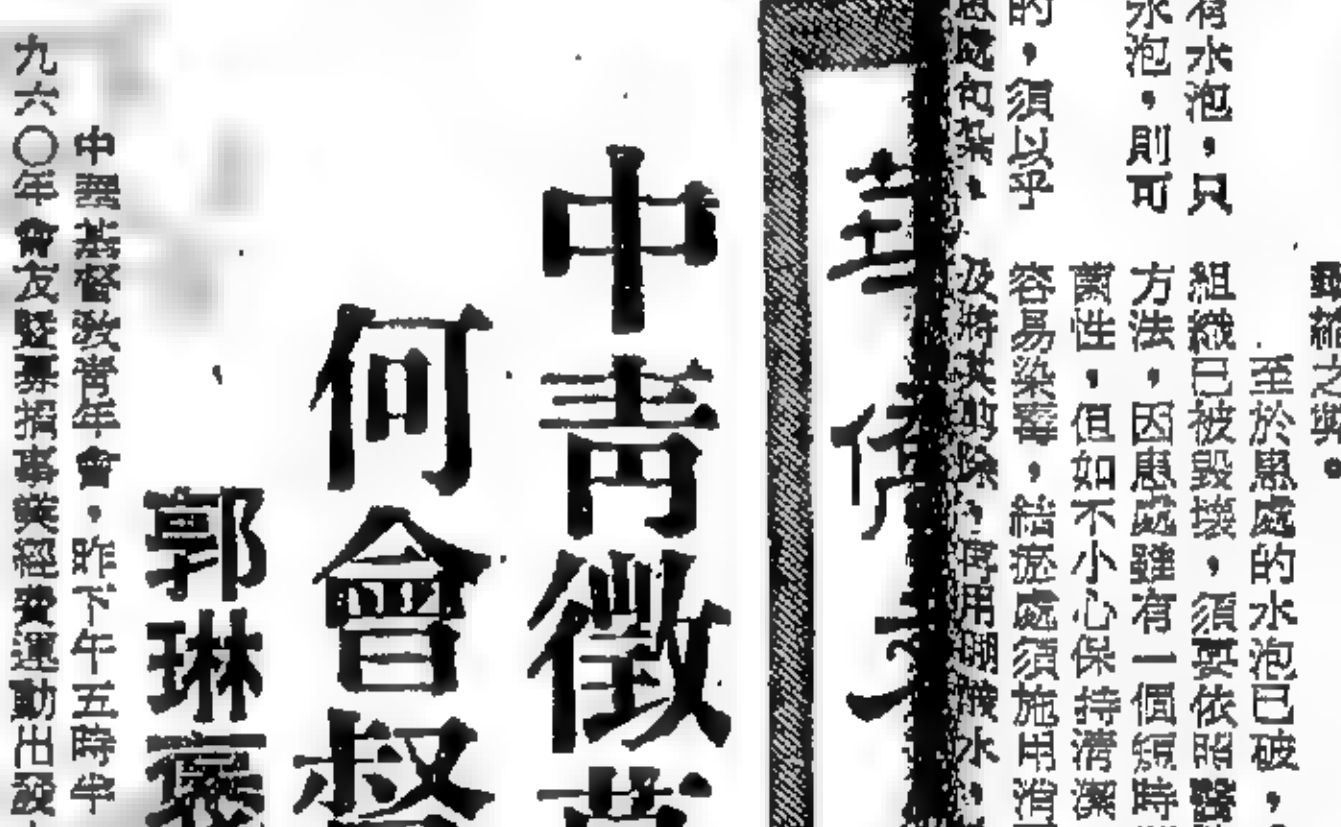 之與。
至於患處的水泡已破，
有水泡，只
組織已被毀壞，須要依照醫
水泡，則可
方法，因患處雖有一個短時
菌性，但如不小心保持清潔
的，須以
容易染毒，結疤處須施用消
及將其剪除，再用硼酸水，
中青徵募
何會督
郭琳褒
中華基督教青年會，昨下午五時半
九六〇年會友暨募捐事業經費運動出發